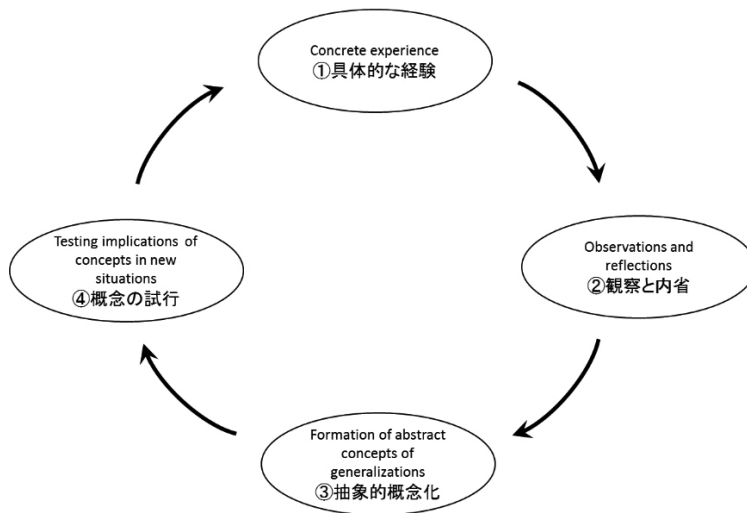 Concrete experience
①具体的な経験
Observations and
reflections
②観察と内省
Formation of abstract
concepts of
generalizations
③抽象的概念化
Testing implications of
concepts in new
situations
④概念の試行